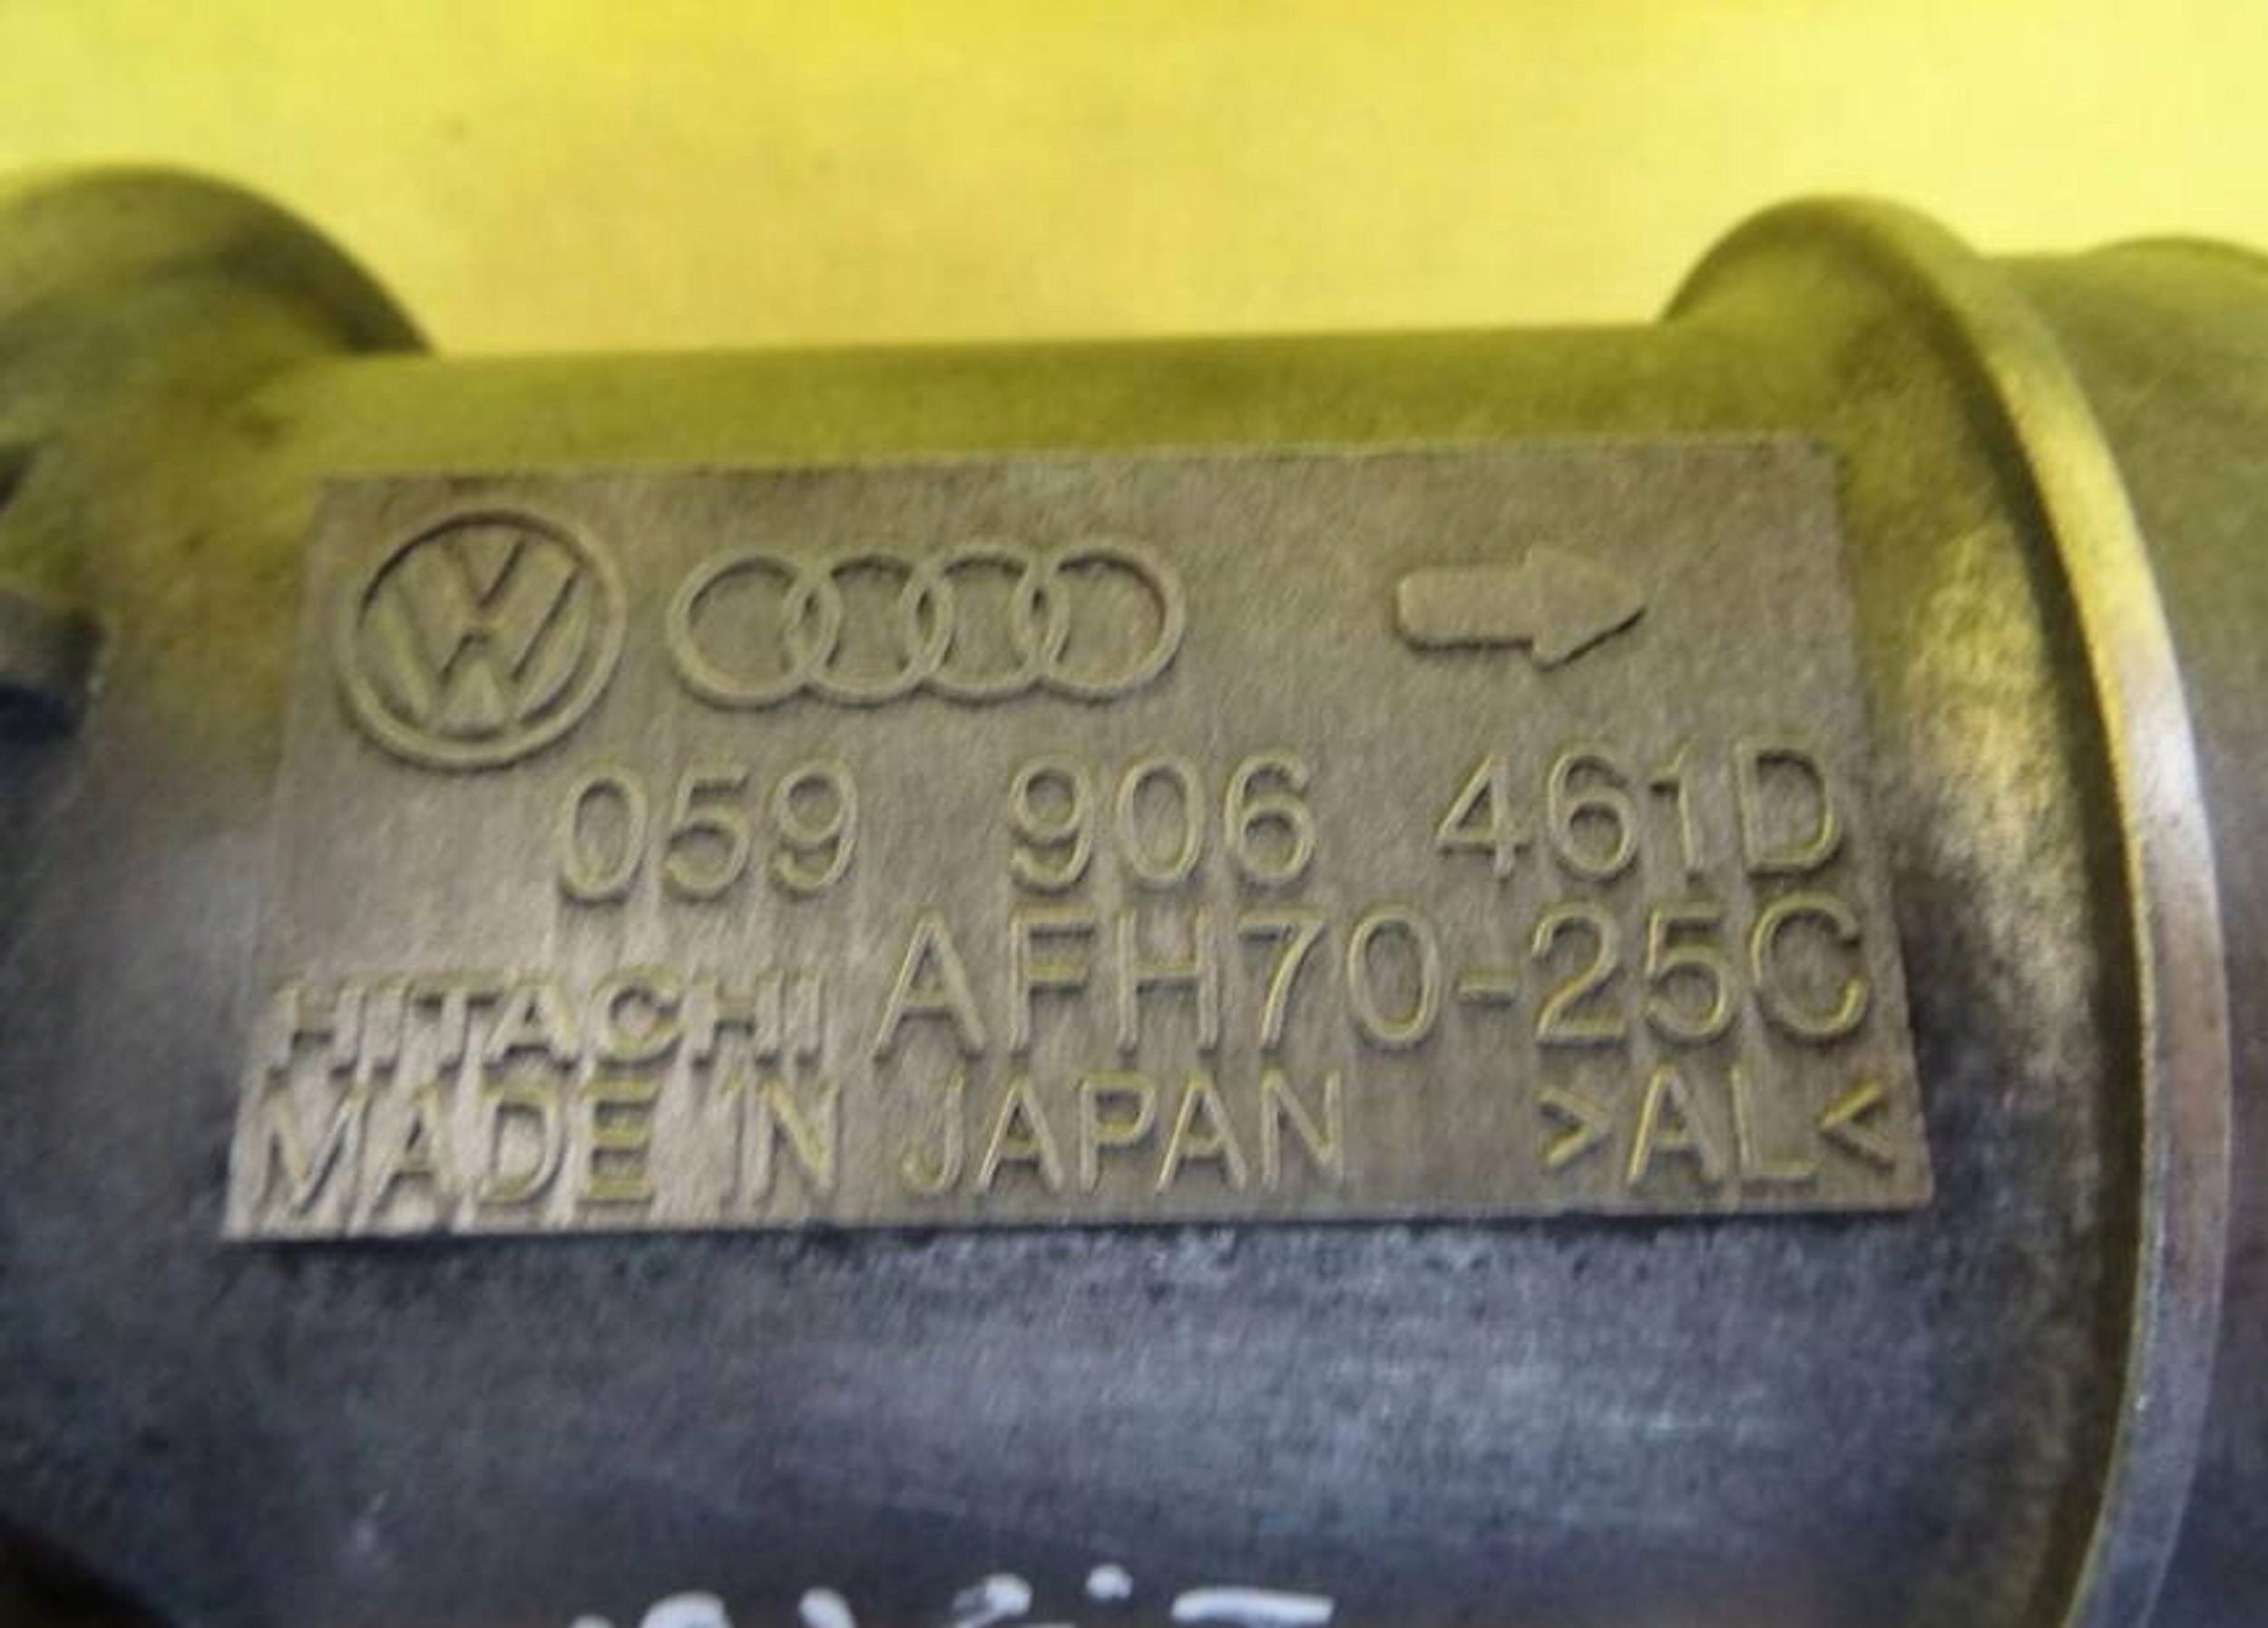 059 906 461D
HITACHI AFH70-25C
MADE IN JAPAN >AL<